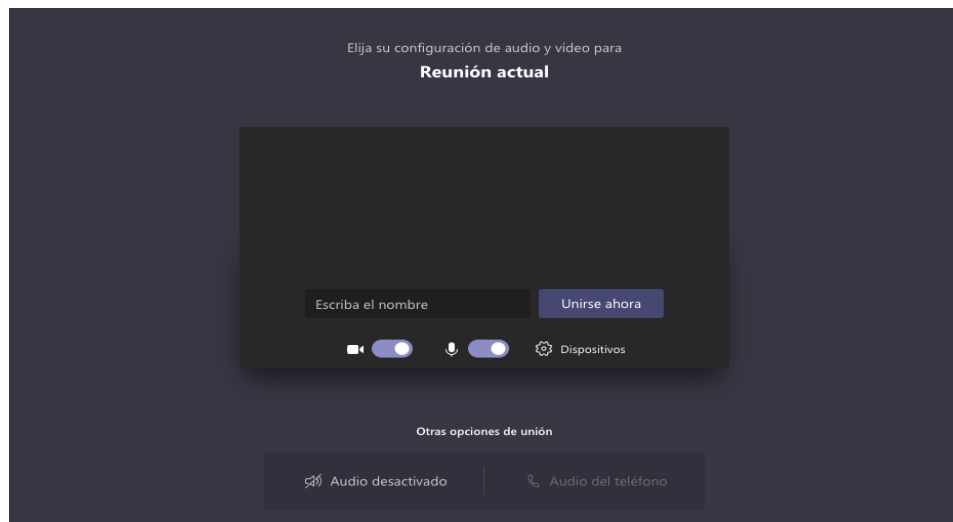 Elija su configuración de audio y vídeo para
Reunión actual
Escriba el nombre
Unirse ahora
Dispositivos
Otras opciones de unión
Audio desactivado
Audio del teléfono